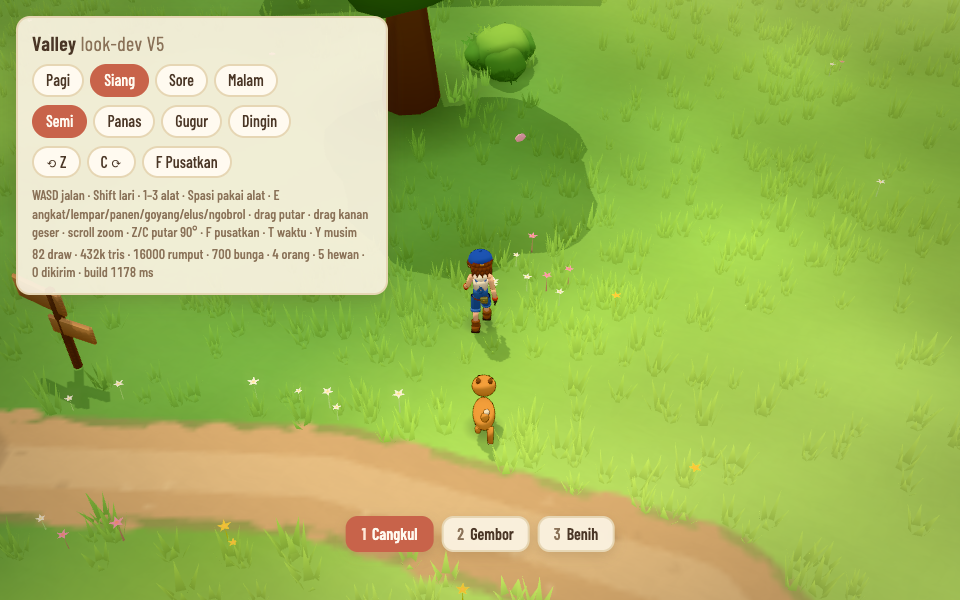 Valley look-dev V5
Pagi Siang Sore Malam
Semi Panas Gugur Dingin
⟲ Z C ⟳ F Pusatkan
WASD jalan · Shift lari · 1–3 alat · Spasi pakai alat · E
angkat/lempar/panen/goyang/elus/ngobrol · drag putar · drag kanan
geser · scroll zoom · Z/C putar 90° · F pusatkan · T waktu · Y musim
82 draw · 432k tris · 16000 rumput · 700 bunga · 4 orang · 5 hewan ·
0 dikirim · build 1178 ms
1 Cangkul 2 Gembor 3 Benih